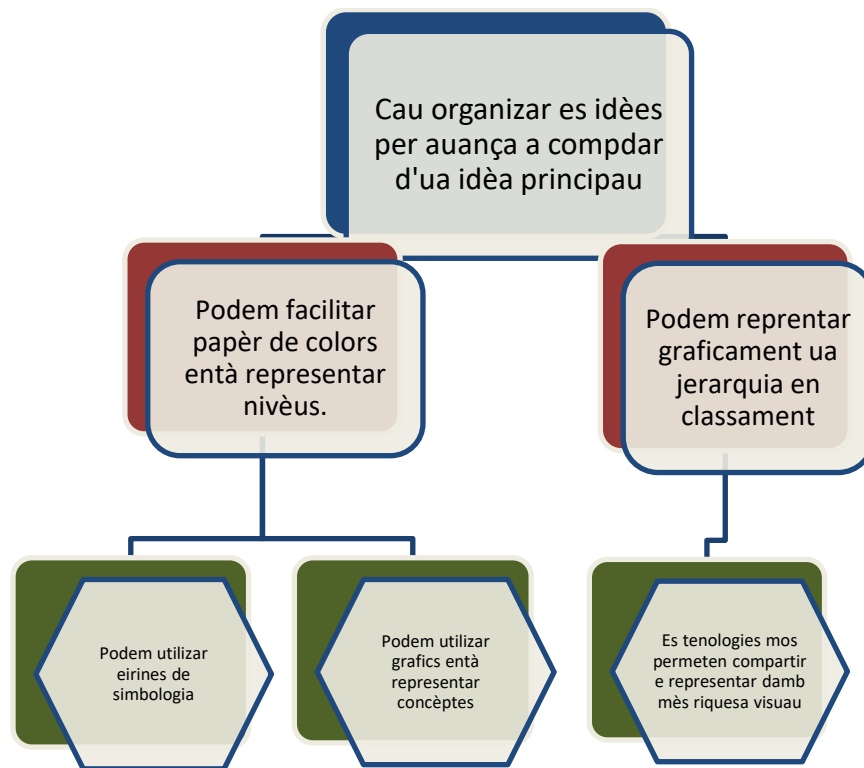 Cau organizar es idèes
per auança a compdar
d'ua idèa principau
Podem facilitar
papèr de colors
entà representar
nivèus.
Podem reprentar
graficament ua
jerarquia en
classament
Podem utilizar
eirines de
simbologia
Podem utilizar
grafics entà
representar
concèptes
Es tenologies mos
permeten compartir
e representar damb
mès riquesa visuau